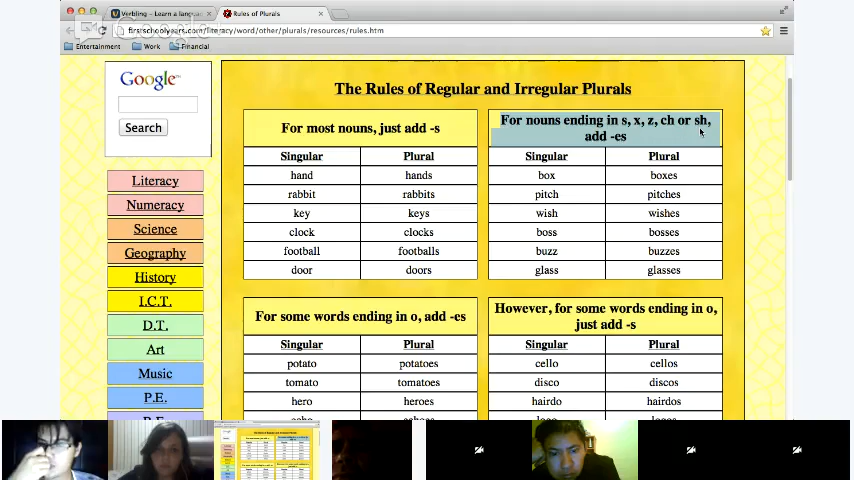 Verbling – Learn a langua
Rules of Plurals
firstschoolyears.com/literacy/word/other/plurals/resources/rules.htm
Entertainment
Work
Financial
Google
Search
Literacy
Numeracy
Science
Geography
History
I.C.T.
D.T.
Art
Music
P.E.
The Rules of Regular and Irregular Plurals
For most nouns, just add -s
Singular Plural
hand hands
rabbit rabbits
key keys
clock clocks
football footballs
door doors
For nouns ending in s, x, z, ch or sh,
add -es
Singular Plural
box boxes
pitch pitches
wish wishes
boss bosses
buzz buzzes
glass glasses
For some words ending in o, add -es
Singular Plural
potato potatoes
tomato tomatoes
hero heroes
However, for some words ending in o,
just add -s
Singular Plural
cello cellos
disco discos
hairdo hairdos